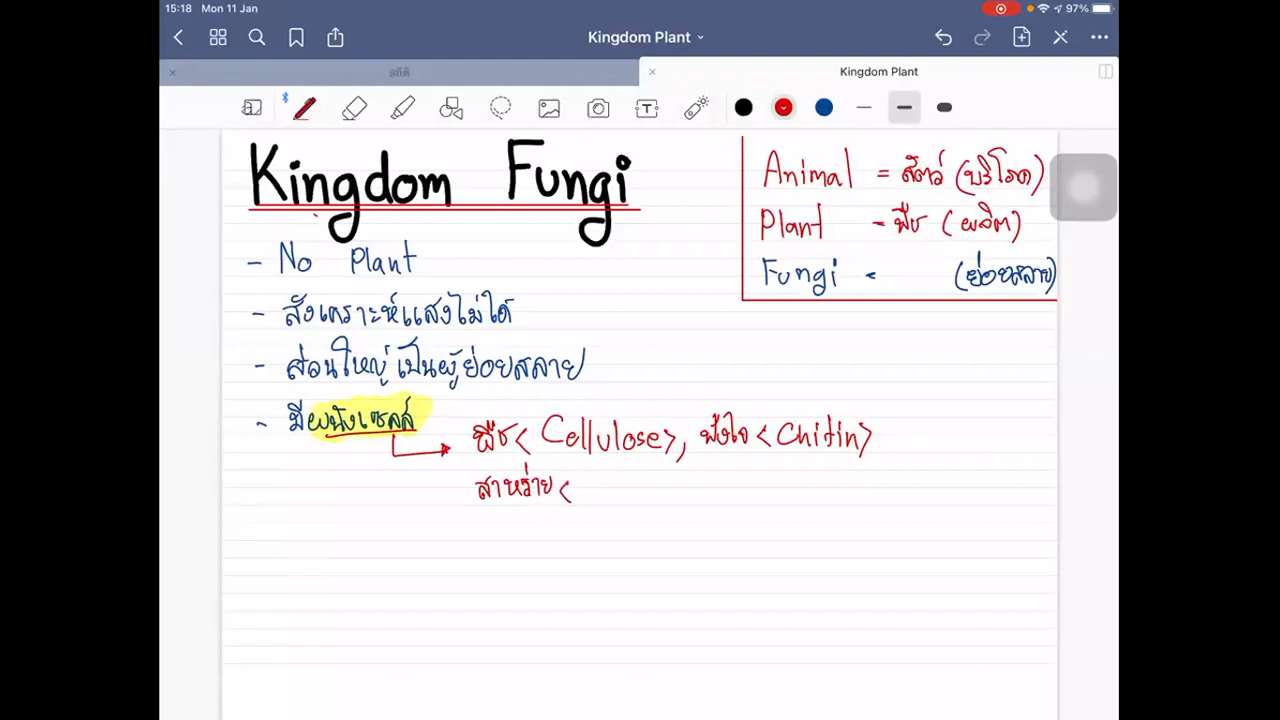 15:18 Mon 11 Jan
97%
Kingdom Plant
สถิติ
Kingdom Plant
Kingdom Fungi
Animal = สัตว์ (บริโภค)
Plant = พืช (ผลิต)
Fungi = (ย่อยสลาย)
- No Plant
- สังเคราะห์แสงไม่ได้
- ส่วนใหญ่เป็นผู้ย่อยสลาย
- มีผนังเซลล์
พืช < Cellulose >, ฟังใจ < Chitin >
สาหร่าย <